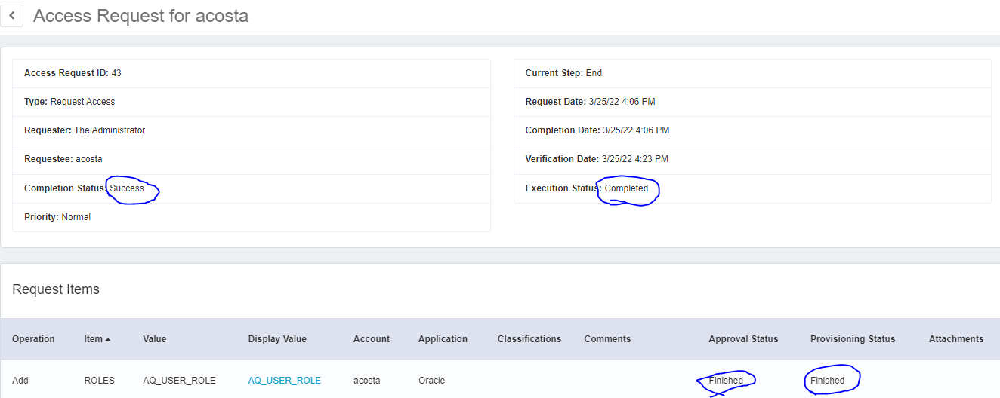 Access Request for acosta
Access Request ID: 43
Type: Request Access
Requester: The Administrator
Requestee: acosta
Completion Status: Success
Priority: Normal
Current Step: End
Request Date: 3/25/22 4:06 PM
Completion Date: 3/25/22 4:06 PM
Verification Date: 3/25/22 4:23 PM
Execution Status: Completed
Request Items
Operation Item Value Display Value Account Application Classifications Comments Approval Status Provisioning Status Attachments
Add ROLES AQ_USER_ROLE AQ_USER_ROLE acosta Oracle Finished Finished